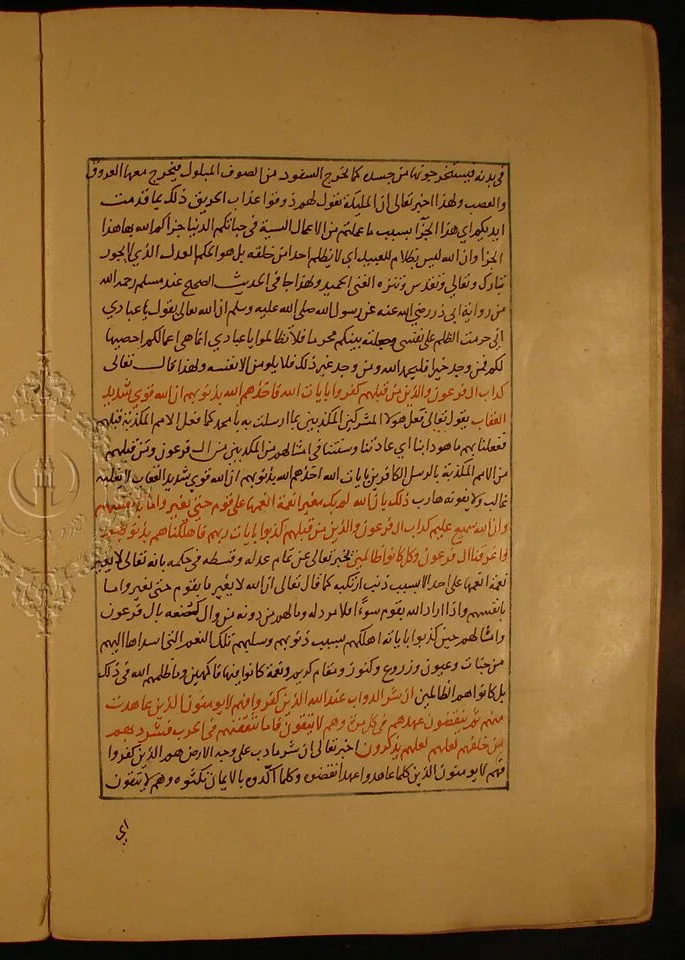 في بدنه فيستخرجونها من جسده كما تخرج السفود من الصوف المبلول فيخرج معها العروق
والعصب ولهذا اخبر تعالى ان الملايكة تقول لهم ذوقوا عذاب الحريق ذلك بما قدمت
ايديكم اي هذا الجزآ بسبب ما عملتم من الاعمال السية في حياتكم الدنيا جزاكم الله بها هذا
الجزا وان الله ليس بظلام للعبيد اي لا يظلم احدا من خلقه بل هو الحكم العدل الذي لا يجور
تبارك وتعالى وتقدس وتنزه الغنى الحميد ولهذا جا في الحديث الصحيح عند مسلم رحمه الله
من رواية ابي ذر رضي الله عنه عن رسول الله صلى الله عليه وسلم ان الله تعالى يقول يا عبادي
اني حرمت الظلم على نفسي وجعلته بينكم محرما فلا تظالموا يا عبادي انما هي اعمالكم احصيها
لكم فمن وجد خيرا فليحمد الله ومن وجد غير ذلك فلا يلومن الا نفسه ولهذا قال تعالى
كداب ال فرعون والذين من قبلهم كفروا بايات الله فاخذهم الله بذنوبهم ان الله قوي شديد
العقاب يقول تعالى فعل هولا المشركين المكذبين بما ارسلت به يا محمد كما فعل الامم المكذبة قبلهم
ففعلنا بهم ما هو دابنا اي عادتنا وسنتنا في امثالهم من المكذبين من ال فرعون ومن قبلهم
من الامم المكذبة بالرسل الكافرين بايات الله اخذهم الله بذنوبهم ان الله قوي شديد العقاب لا يغلبه
غالب ولا يفوته هارب ذلك بان الله لم يك مغيرا نعمة انعمها على قوم حتى يغيروا ما بانفسهم
وان الله سميع عليم كداب ال فرعون والذين من قبلهم كذبوا بايات ربهم فاهلكناهم بذنوبهم
واغرقنا ال فرعون وكل كانوا ظالمين يخبر تعالى عن تمام عدله وقسطه في حكمه بانه تعالى لا يغير
نعمة انعمها على احد الا بسبب ذنب ارتكبه كما قال تعالى ان الله لا يغير ما بقوم حتى يغيروا ما
بانفسهم واذا اراد الله بقوم سوءا فلا مرد له وما لهم من دونه من وال كصنعه بال فرعون
وامثالهم حين كذبوا باياته اهلكهم بسبب ذنوبهم وسلبهم تلك النعم التي اسداها اليهم
من جنات وعيون وزروع وكنوز ومقام كريم ونعمة كانوا فيها فاكهين وما ظلمهم الله في ذلك
بل كانوا هم الظالمين ان شر الدواب عند الله الذين كفروا فهم لا يومنون الذين عاهدت
منهم ثم ينقضون عهدهم في كل مرة وهم لا يتقون فاما تثقفنهم في الحرب فشرد بهم
من خلفهم لعلهم يذكرون اخبر تعالى ان شر ما دب على وجه الارض هم الذين كفروا
فهم لا يومنون الذين كلما عاهدوا عهدا نقضوه وكلما اكدوه بالايمان نكثوه وهم لا يتقون
اي